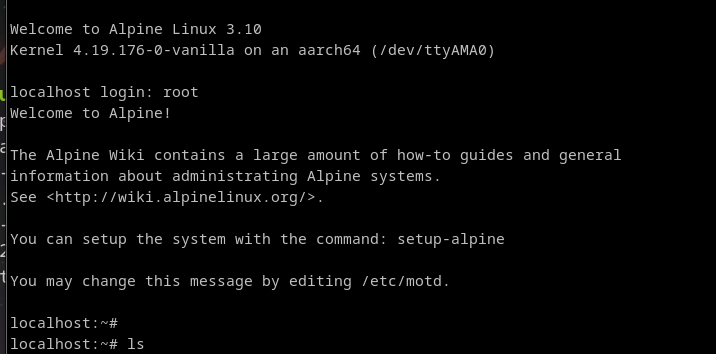 Welcome to Alpine Linux 3.10
Kernel 4.19.176-0-vanilla on an aarch64 (/dev/ttyAMA0)
localhost login: root
Welcome to Alpine!
The Alpine Wiki contains a large amount of how-to guides and general
information about administrating Alpine systems.
See <http://wiki.alpinelinux.org/>.
You can setup the system with the command: setup-alpine
You may change this message by editing /etc/motd.
localhost:~#
localhost:~# ls